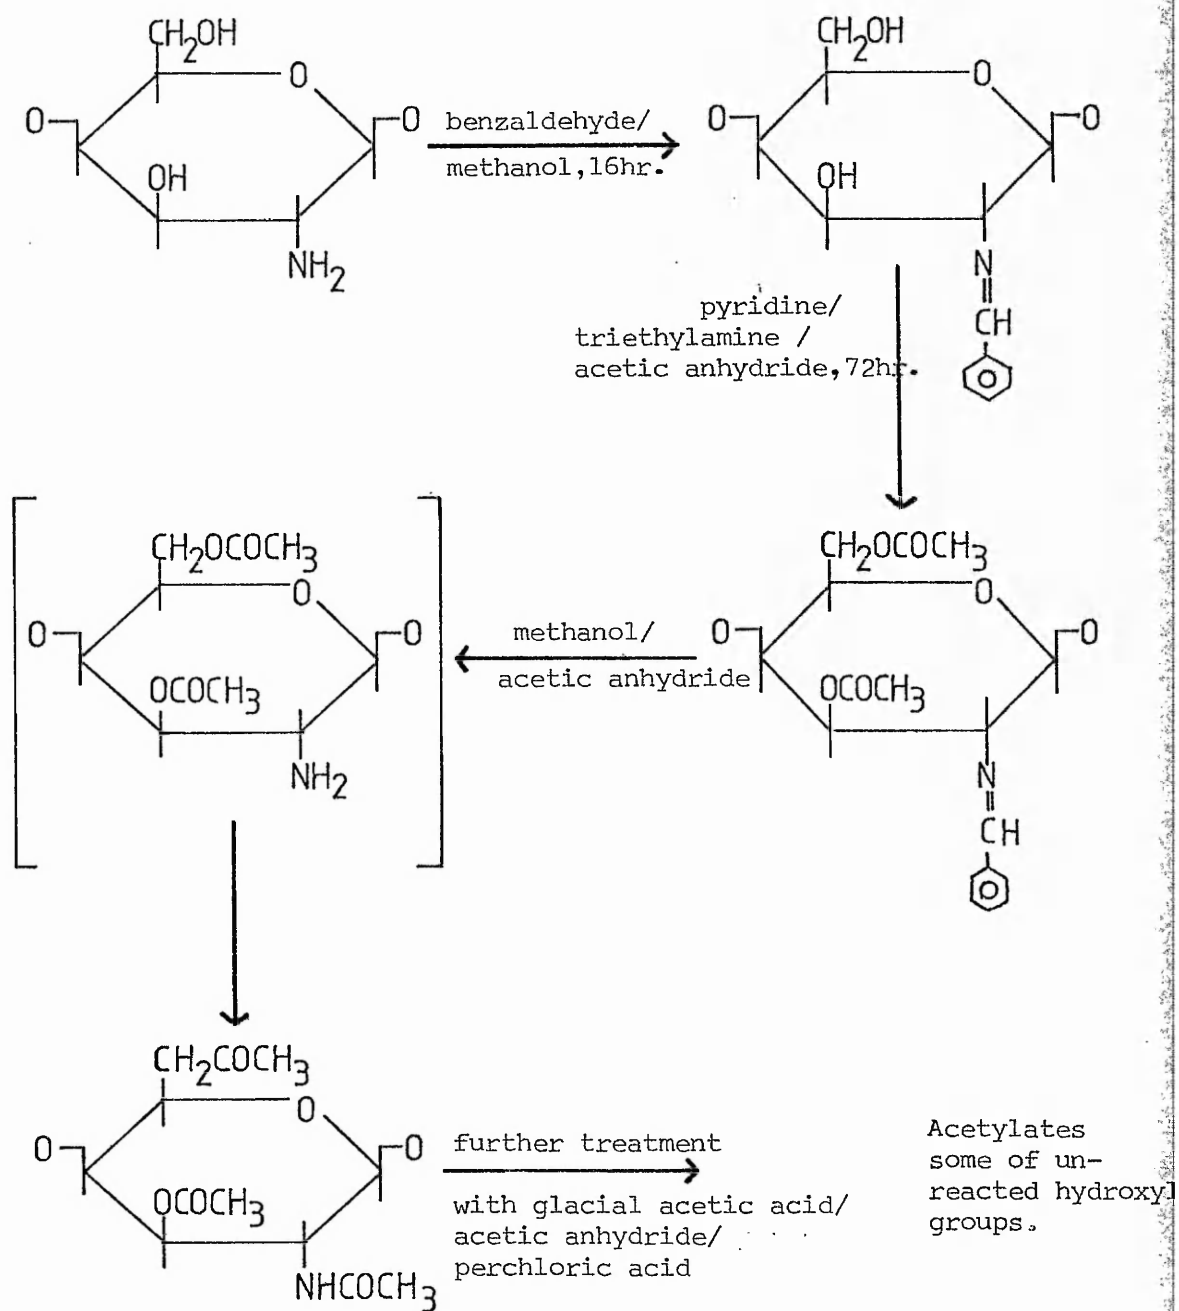 CH2OH
O
O
O
OH
NH2
benzaldehyde/
methanol,16hr.
CH2OH
O
O
O
OH
N
CH
pyridine/
triethylamine /
acetic anhydride,72hr.
CH2OCOCH3
O
O
O
OCOCH3
N
CH
methanol/
acetic anhydride
CH2OCOCH3
O
O
O
OCOCH3
NH2
CH2COCH3
O
O
O
OCOCH3
NHCOCH3
further treatment
with glacial acetic acid/
acetic anhydride/
perchloric acid
Acetylates
some of un-
reacted hydroxyl
groups.